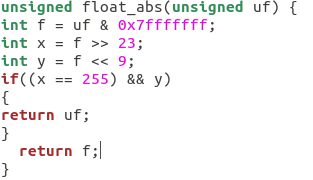 unsigned float_abs(unsigned uf) {
int f = uf & 0x7fffffff;
int x = f >> 23;
int y = f << 9;
if((x == 255) && y)
{
return uf;
}
return f;
}